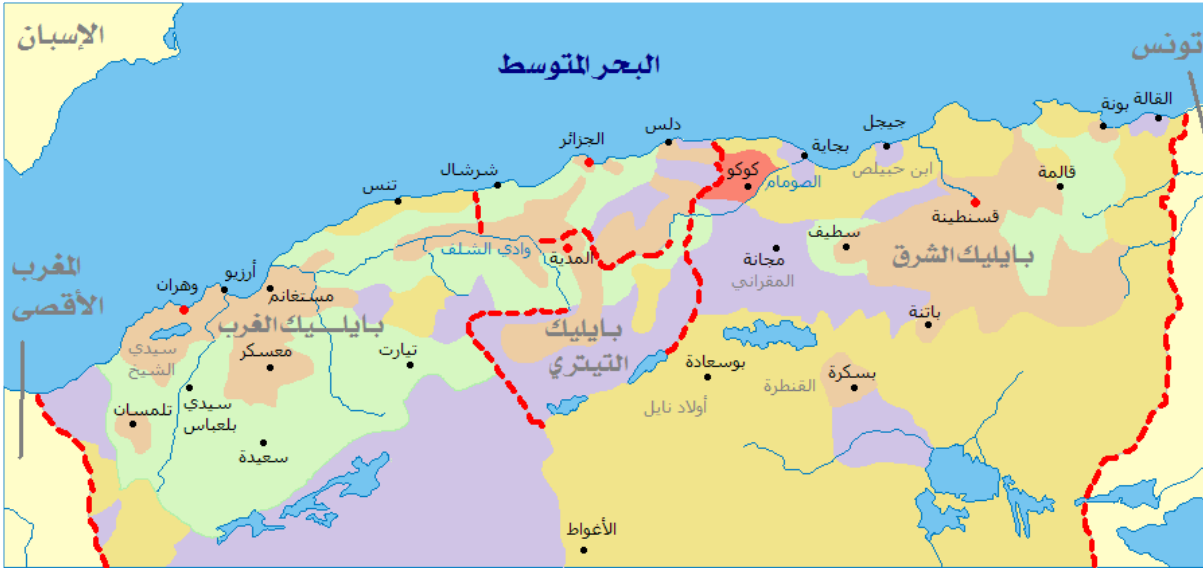 الإسبان
تونس
البحر المتوسط
القالة
بونة
جيجل
بجاية
دلس
الجزائر
شرشال
تنس
كوكو
الصومام
ابن حبيلص
قالمة
قسنطينة
سطيف
مجانة
المقراني
بايليك الشرق
وادي الشلف
المدية
المغرب
الأقصى
أرزيو
وهران
مستغانم
بايلــيك الغرب
بايليك
التيتري
باتنة
سيدي
الشيخ
معسكر
تيارت
بوسعادة
القنطرة
بسكرة
أولاد نايل
سيدي
بلعباس
تلمسان
سعيدة
الأغواط